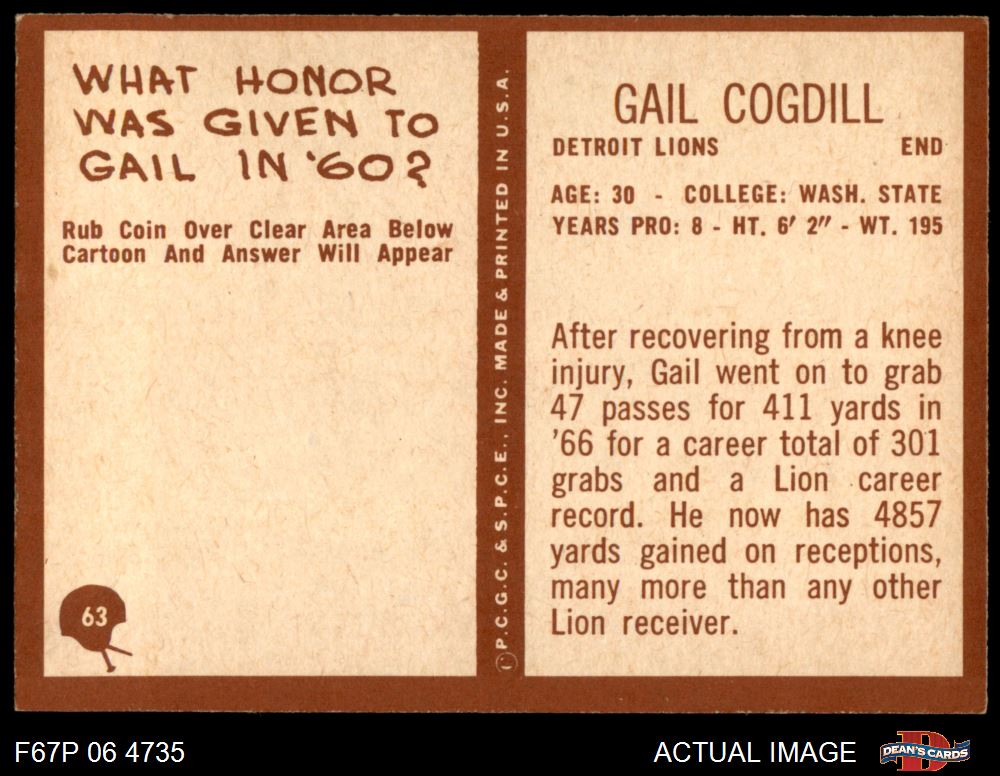 WHAT HONOR
WAS GIVEN TO
GAIL IN '60?
Rub Coin Over Clear Area Below
Cartoon And Answer Will Appear
63
©P.C.G.C. & S.P.C.E., INC. MADE & PRINTED IN U.S.A.
GAIL COGDILL
DETROIT LIONS END
AGE: 30 - COLLEGE: WASH. STATE
YEARS PRO: 8 - HT. 6' 2" - WT. 195
After recovering from a knee
injury, Gail went on to grab
47 passes for 411 yards in
'66 for a career total of 301
grabs and a Lion career
record. He now has 4857
yards gained on receptions,
many more than any other
Lion receiver.
F67P 06 4735
ACTUAL IMAGE
D
DEAN'S CARDS